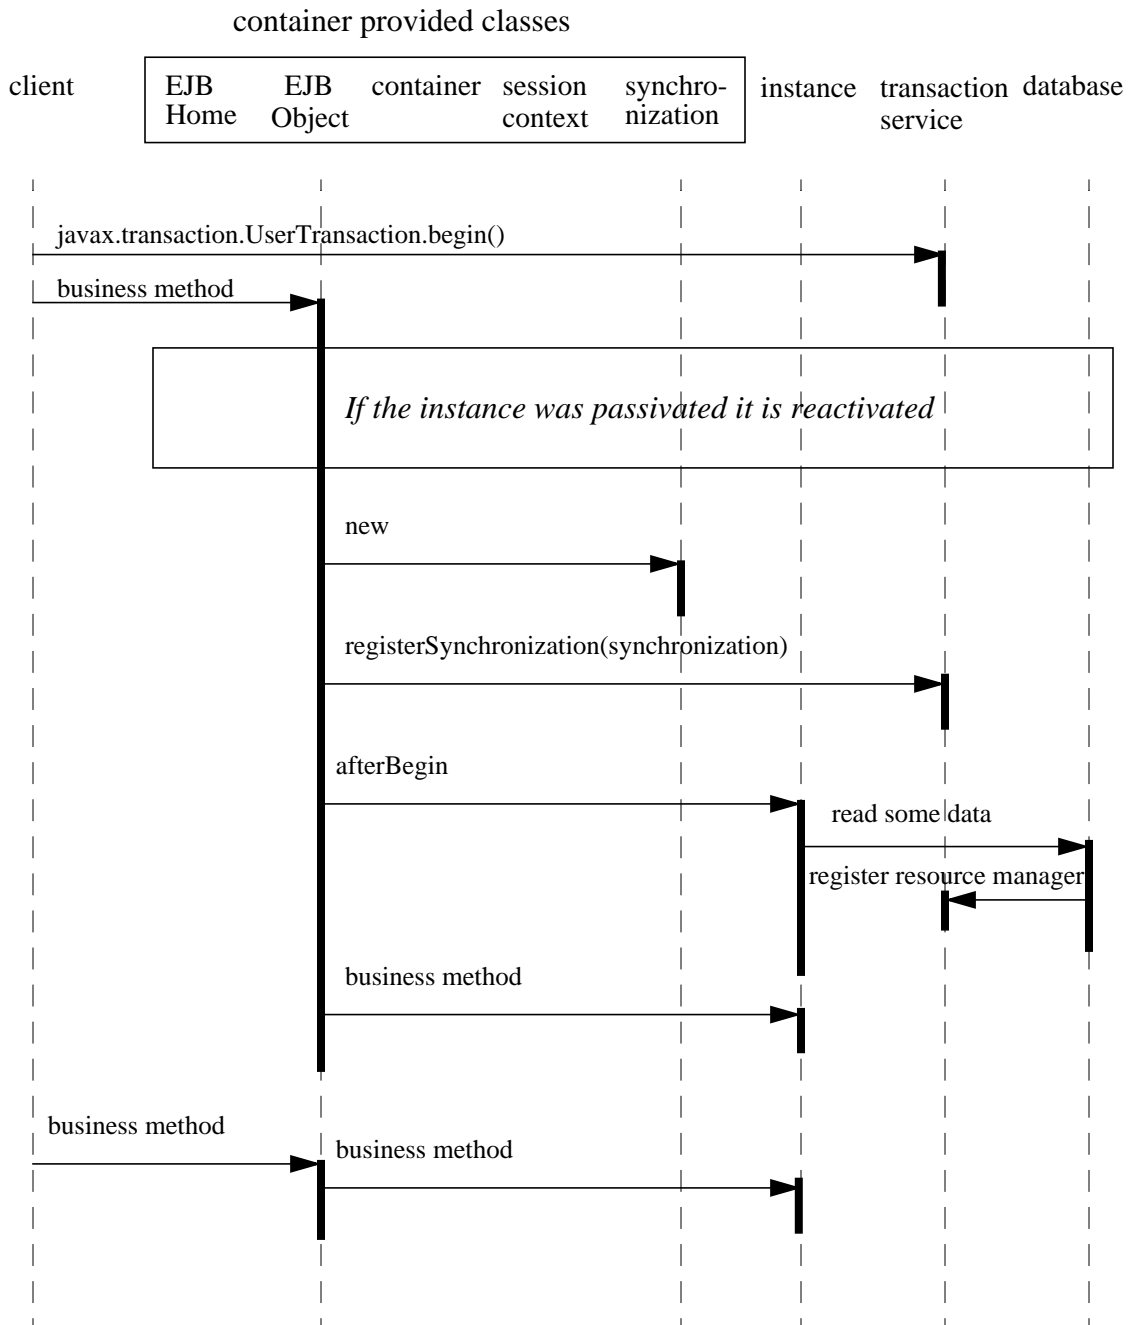 container provided classes
client
EJB
Home
EJB
Object
container
session
context
synchro-
nization
instance
transaction
service
database
javax.transaction.UserTransaction.begin()
business method
If the instance was passivated it is reactivated
new
registerSynchronization(synchronization)
afterBegin
read some data
register resource manager
business method
business method
business method